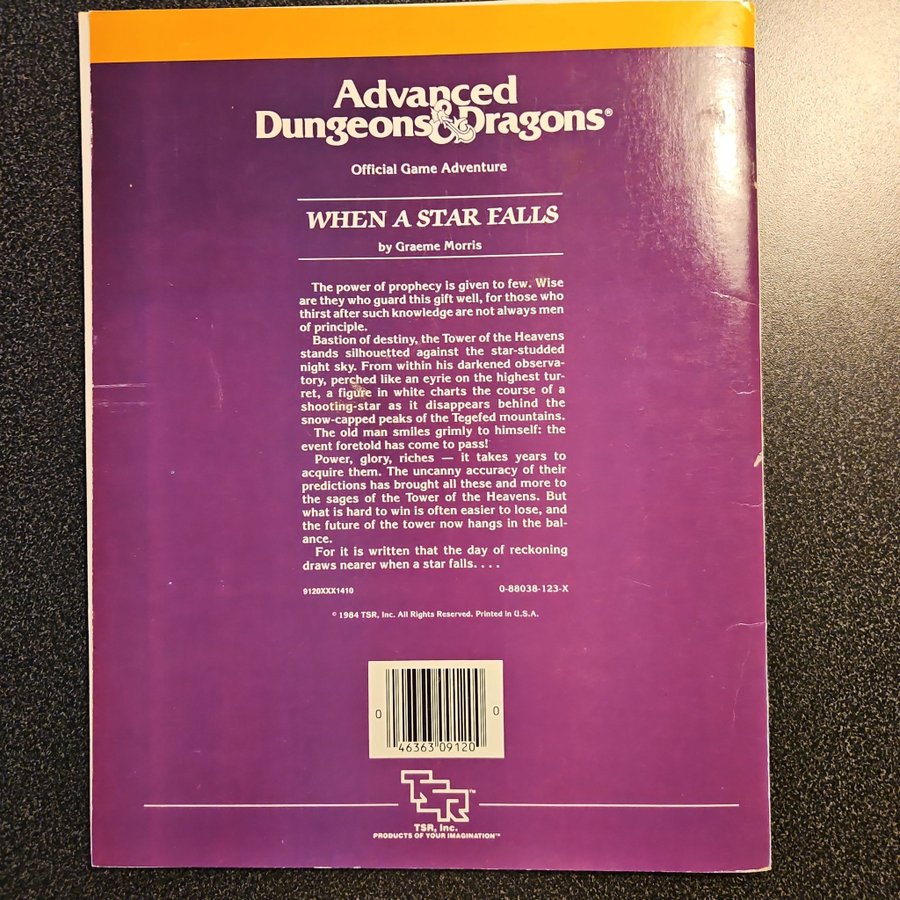 Advanced
Dungeons & Dragons®
Official Game Adventure
WHEN A STAR FALLS
by Graeme Morris
The power of prophecy is given to few. Wise
are they who guard this gift well, for those who
thirst after such knowledge are not always men
of principle.
Bastion of destiny, the Tower of the Heavens
stands silhouetted against the star-studded
night sky. From within his darkened observa-
tory, perched like an eyrie on the highest tur-
ret, a figure in white charts the course of a
shooting-star as it disappears behind the
snow-capped peaks of the Tegefed mountains.
The old man smiles grimly to himself: the
event foretold has come to pass!
Power, glory, riches — it takes years to
acquire them. The uncanny accuracy of their
predictions has brought all these and more to
the sages of the Tower of the Heavens. But
what is hard to win is often easier to lose, and
the future of the tower now hangs in the bal-
ance.
For it is written that the day of reckoning
draws nearer when a star falls. . . .
9120XXX1410 0-88038-123-X
© 1984 TSR, Inc. All Rights Reserved. Printed in U.S.A.
0 46363 09120 0
TSR™
TSR, Inc.
PRODUCTS OF YOUR IMAGINATION™